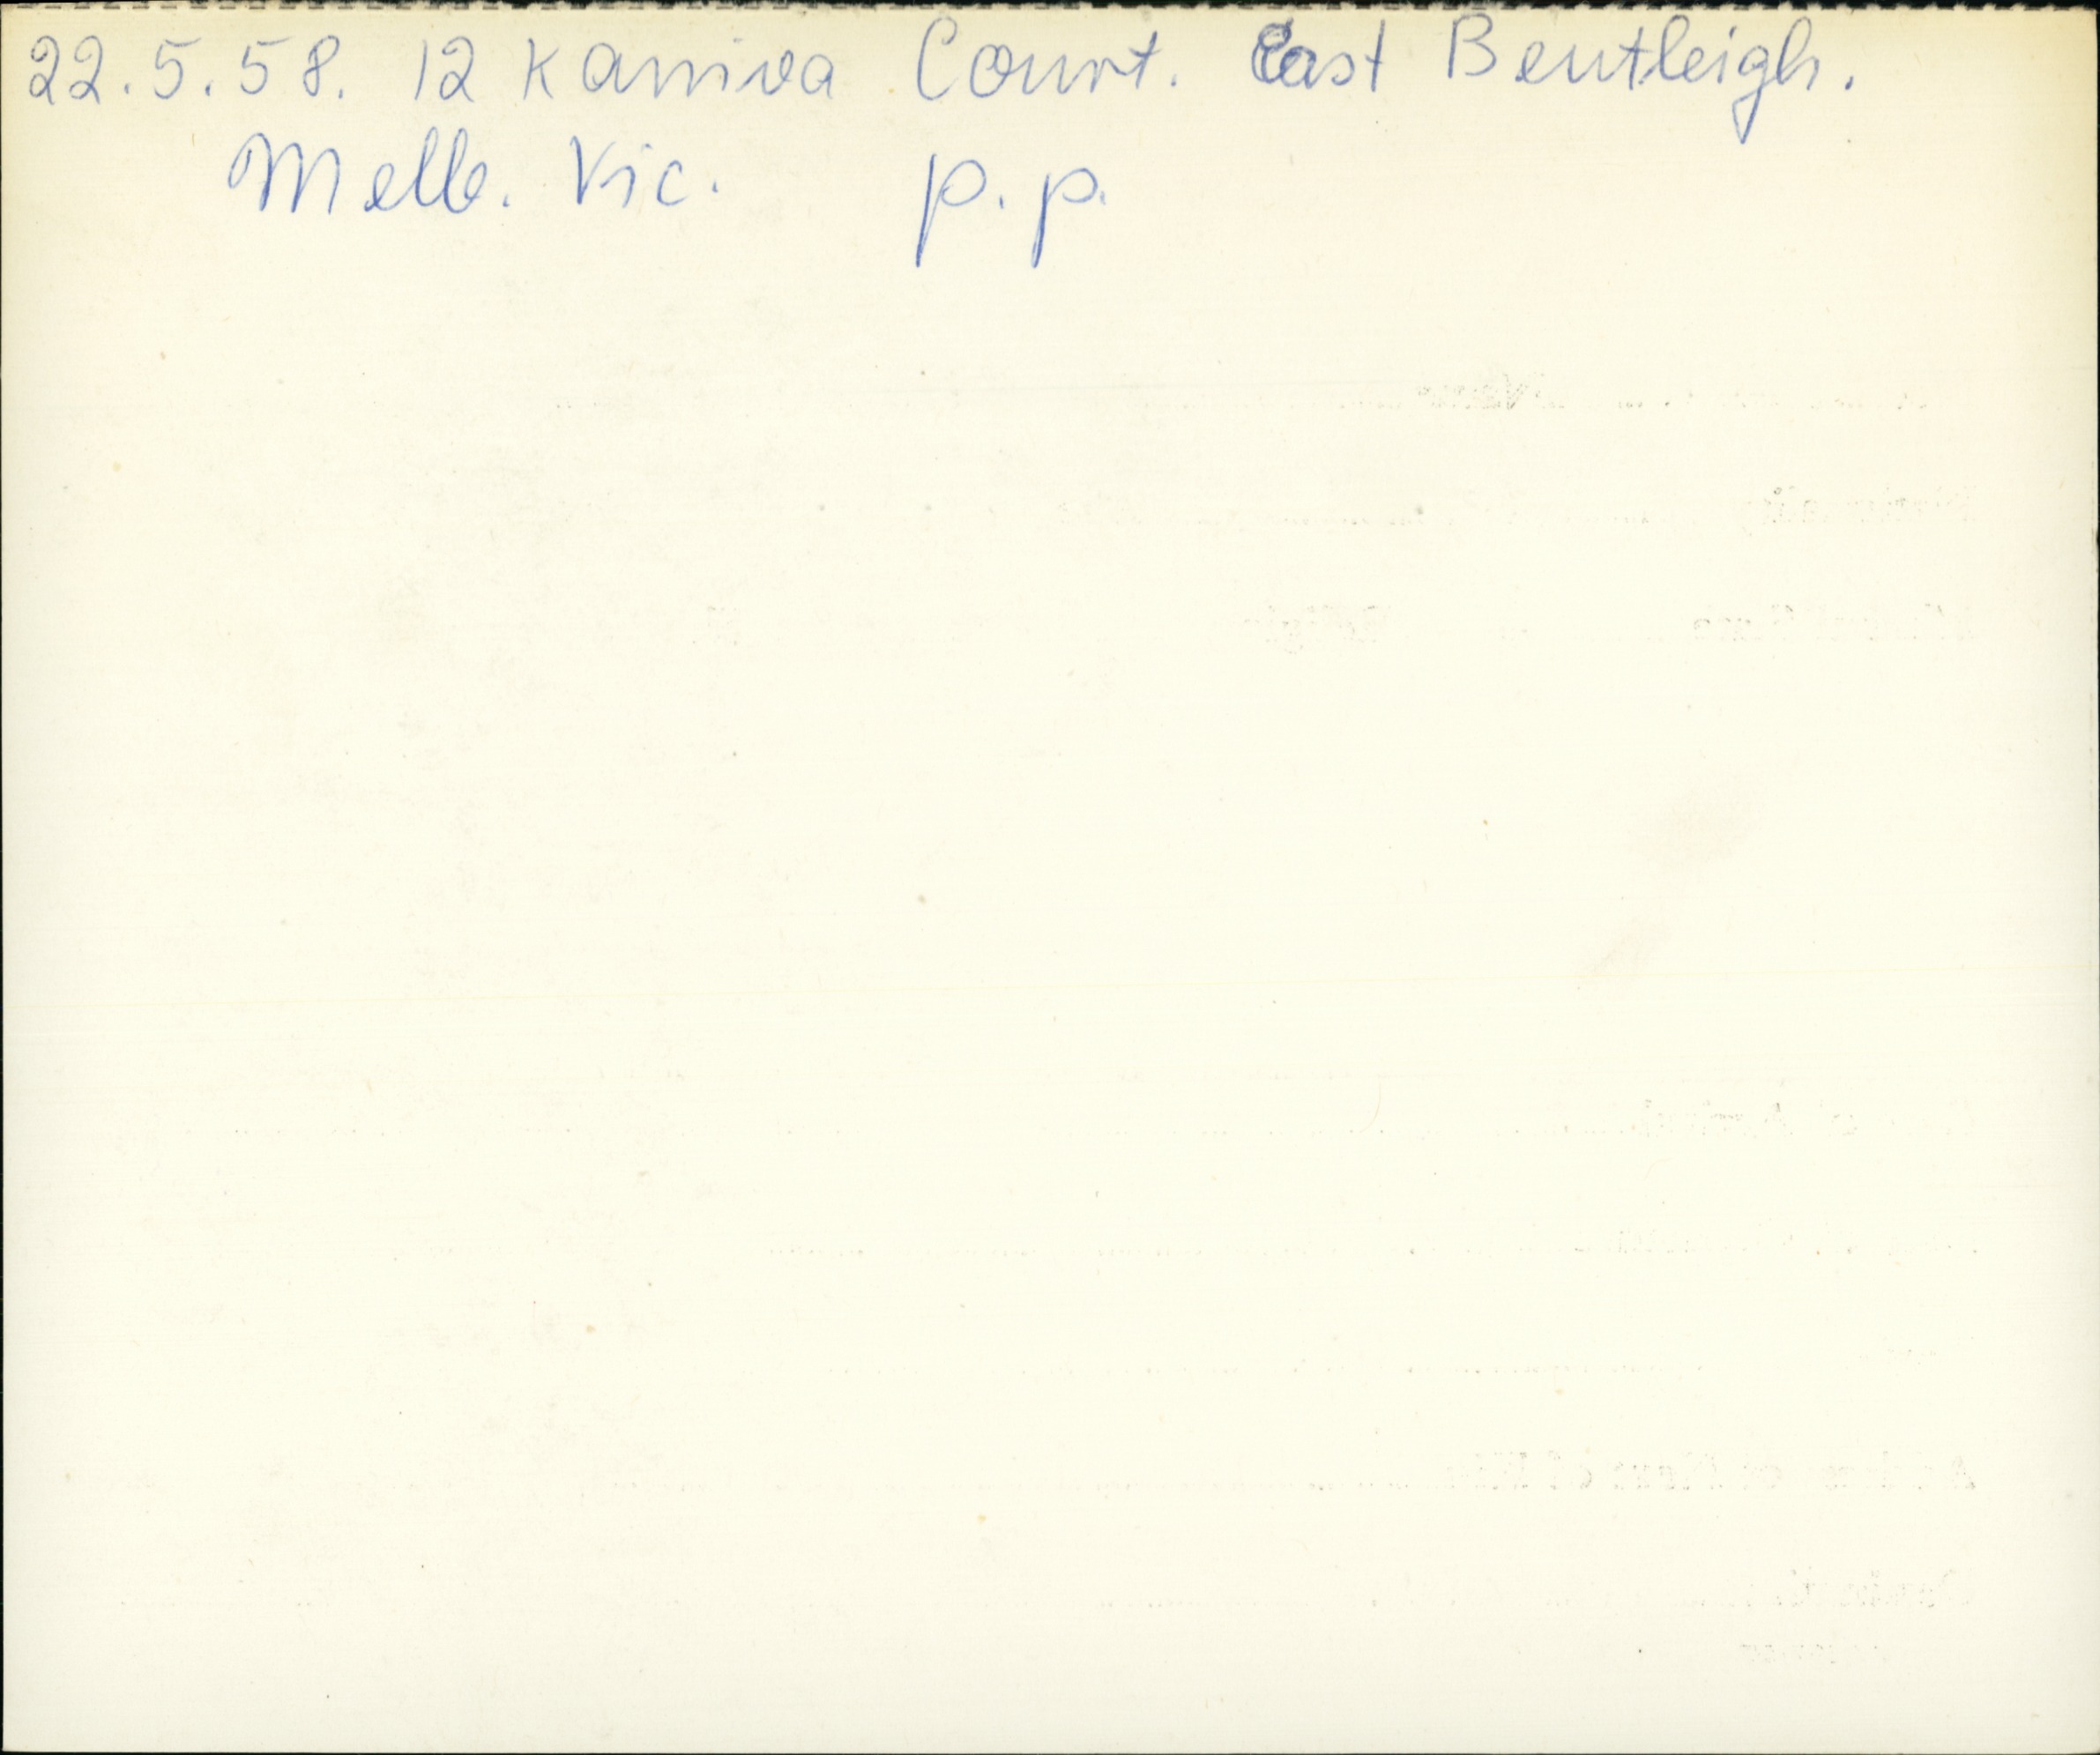 22.5.58. 12 Kaniva Court. East Bentleigh.
Melb. Vic. p.p.